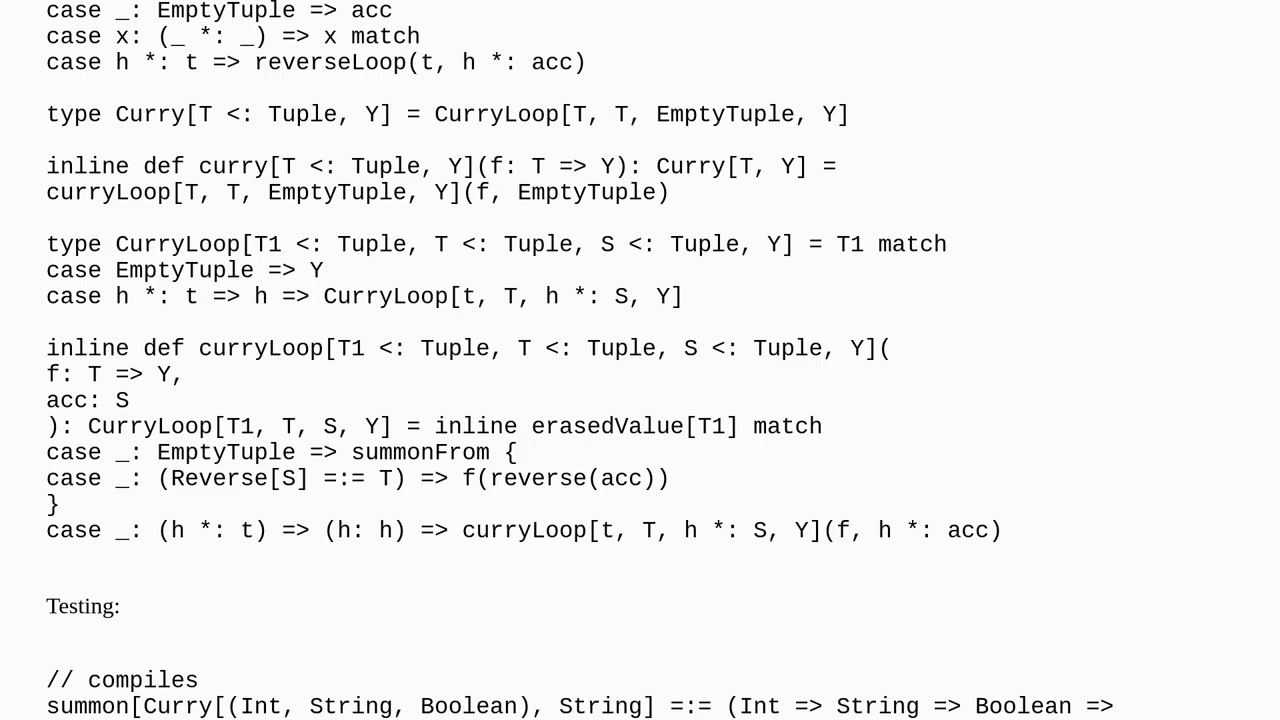 case _: EmptyTuple => acc
case x: (_ *: _) => x match
case h *: t => reverseLoop(t, h *: acc)
type Curry[T <: Tuple, Y] = CurryLoop[T, T, EmptyTuple, Y]
inline def curry[T <: Tuple, Y](f: T => Y): Curry[T, Y] =
curryLoop[T, T, EmptyTuple, Y](f, EmptyTuple)
type CurryLoop[T1 <: Tuple, T <: Tuple, S <: Tuple, Y] = T1 match
case EmptyTuple => Y
case h *: t => h => CurryLoop[t, T, h *: S, Y]
inline def curryLoop[T1 <: Tuple, T <: Tuple, S <: Tuple, Y](
f: T => Y,
acc: S
): CurryLoop[T1, T, S, Y] = inline erasedValue[T1] match
case _: EmptyTuple => summonFrom {
case _: (Reverse[S] =:= T) => f(reverse(acc))
}
case _: (h *: t) => (h: h) => curryLoop[t, T, h *: S, Y](f, h *: acc)
Testing:
// compiles
summon[Curry[(Int, String, Boolean), String] =:= (Int => String => Boolean =>